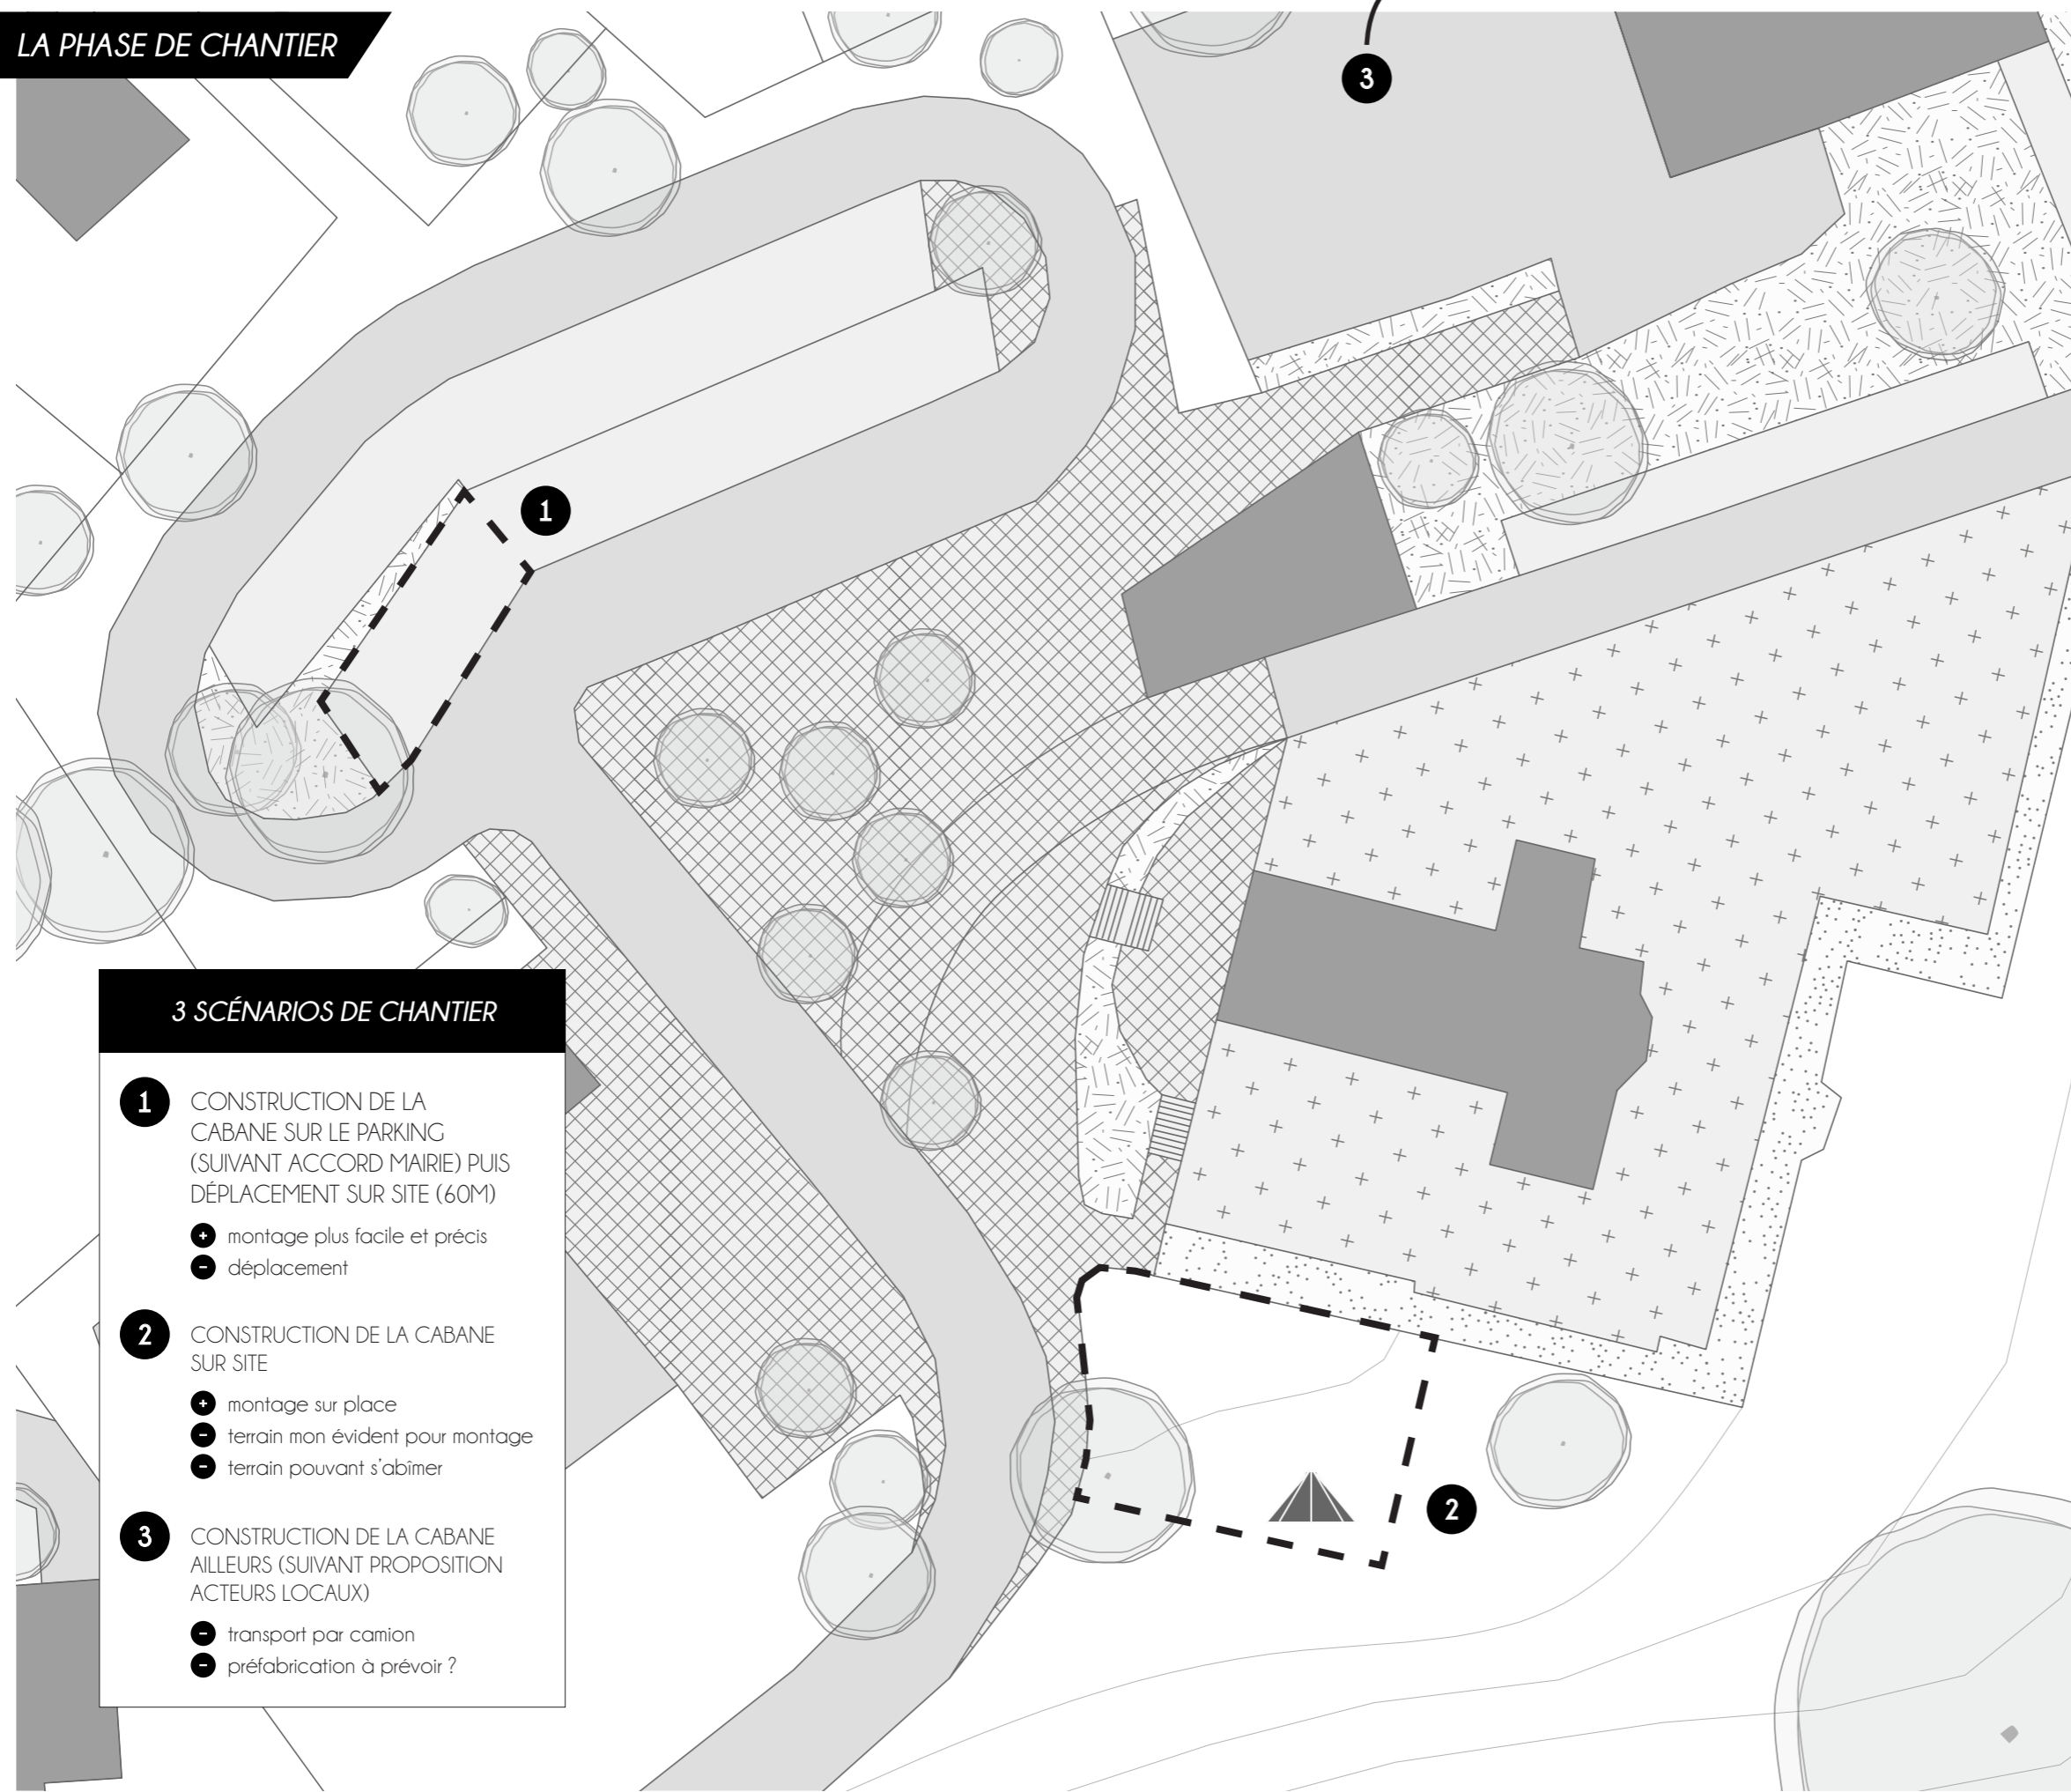 LA PHASE DE CHANTIER
3
1
3 SCÉNARIOS DE CHANTIER
1
CONSTRUCTION DE LA
CABANE SUR LE PARKING
(SUIVANT ACCORD MAIRIE) PUIS
DÉPLACEMENT SUR SITE (60M)
+ montage plus facile et précis
- déplacement
2
CONSTRUCTION DE LA CABANE
SUR SITE
+ montage sur place
- terrain mon évident pour montage
- terrain pouvant s'abîmer
3
CONSTRUCTION DE LA CABANE
AILLEURS (SUIVANT PROPOSITION
ACTEURS LOCAUX)
- transport par camion
- préfabrication à prévoir ?
2